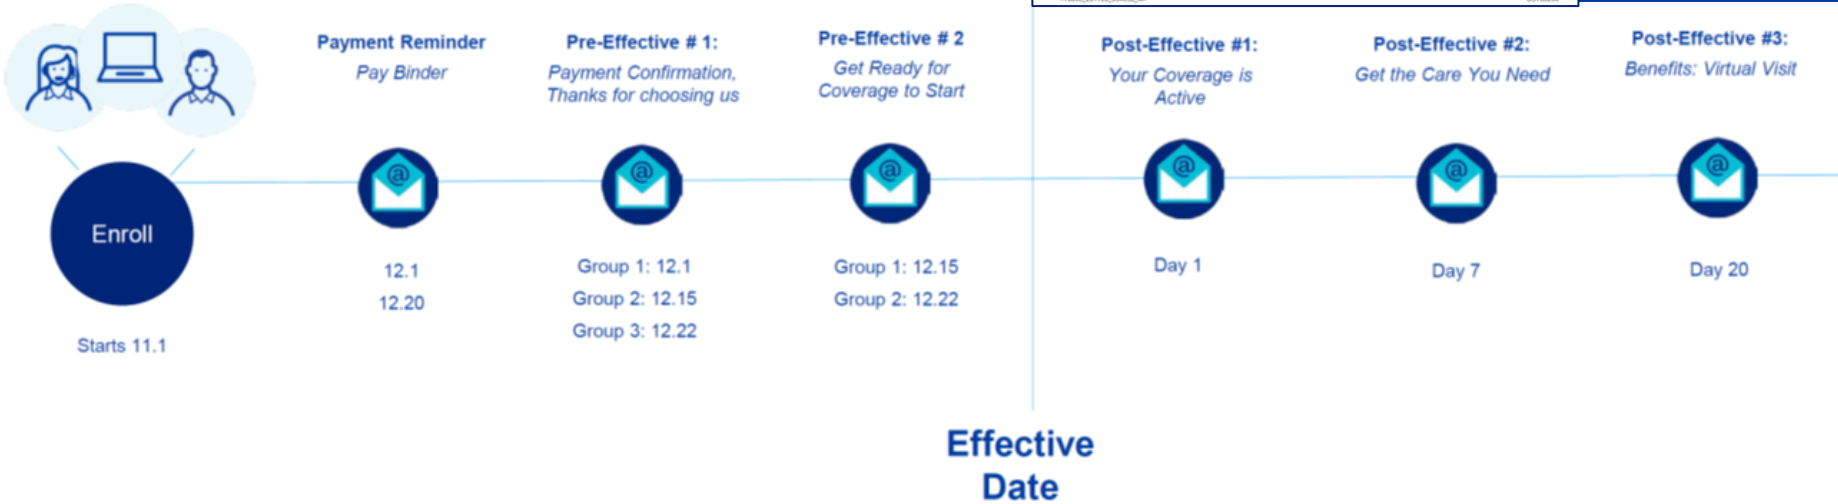 Payment Reminder
Pay Binder
Pre-Effective # 1:
Payment Confirmation,
Thanks for choosing us
Pre-Effective # 2
Get Ready for
Coverage to Start
Post-Effective #1:
Your Coverage is
Active
Post-Effective #2:
Get the Care You Need
Post-Effective #3:
Benefits: Virtual Visit
@
@
@
@
@
@
Enroll
Starts 11.1
12.1
12.20
Group 1: 12.1
Group 2: 12.15
Group 3: 12.22
Group 1: 12.15
Group 2: 12.22
Day 1
Day 7
Day 20
Effective
Date